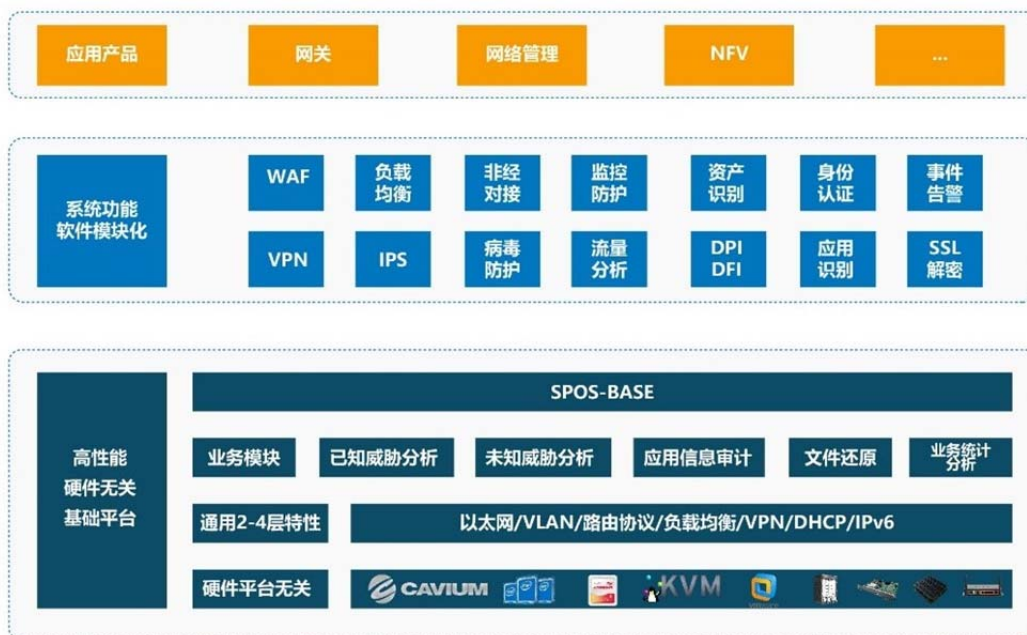 应用产品
网关
网络管理
NFV
...
系统功能
软件模块化
WAF
负载
均衡
非经
对接
监控
防护
资产
识别
身份
认证
事件
告警
VPN
IPS
病毒
防护
流量
分析
DPI
DFI
应用
识别
SSL
解密
高性能
硬件无关
基础平台
SPOS-BASE
业务模块
已知威胁分析
未知威胁分析
应用信息审计
文件还原
业务统计
分析
通用2-4层特性
以太网/VLAN/路由协议/负载均衡/VPN/DHCP/IPv6
硬件平台无关
CAVIUM
KVM